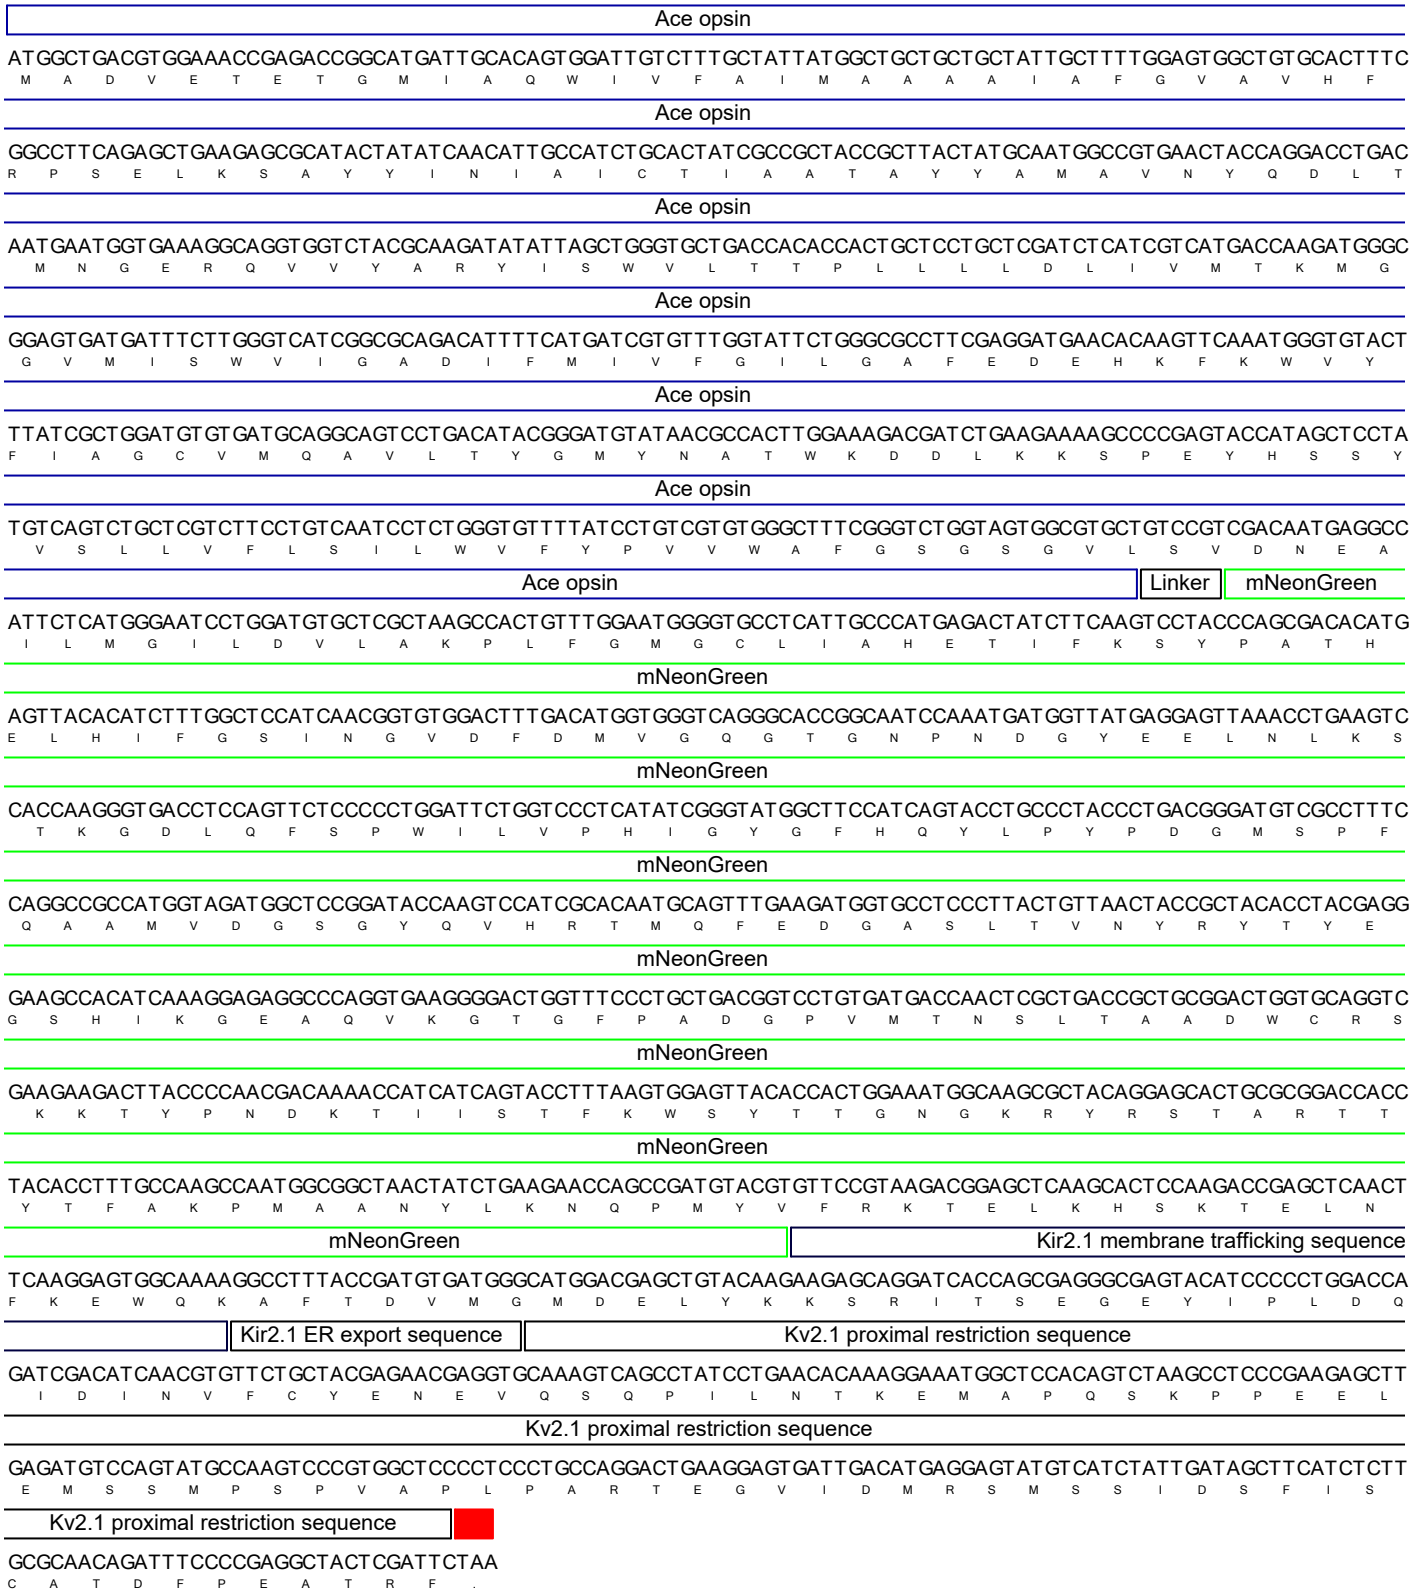 Ace opsin
ATGGCTGACGTGGAAACCGAGACCGGCATGATTGCACAGTGGATTGTCTTTGCTATTATGGCTGCTGCTGCTATTGCTTTTGGAGTGGCTGTGCACTTTC
M A D V E T E T G M I A Q W I V F A I M A A A A I A F G V A V H F
Ace opsin
GGCCTTCAGAGCTGAAGAGCGCATACTATATCAACATTGCCATCTGCACTATCGCCGCTACCGCTTACTATGCAATGGCCGTGAACTACCAGGACCTGAC
R P S E L K S A Y Y I N I A I C T I A A T A Y Y A M A V N Y Q D L T
Ace opsin
AATGAATGGTGAAAGGCAGGTGGTCTACGCAAGATATATTAGCTGGGTGCTGACCACACCACTGCTCCTGCTCGATCTCATCGTCATGACCAAGATGGGC
M N G E R Q V V Y A R Y I S W V L T T P L L L L D L I V M T K M G
Ace opsin
GGAGTGATGATTTCTTGGGTCATCGGCGCAGACATTTTCATGATCGTGTTTGGTATTCTGGGCGCCTTCGAGGATGAACACAAGTTCAAATGGGTGTACT
G V M I S W V I G A D I F M I V F G I L G A F E D E H K F K W V Y
Ace opsin
TTATCGCTGGATGTGTGATGCAGGCAGTCCTGACATACGGGATGTATAACGCCACTTGGAAAGACGATCTGAAGAAAAGCCCCGAGTACCATAGCTCCTA
F I A G C V M Q A V L T Y G M Y N A T W K D D L K K S P E Y H S S Y
Ace opsin
TGTCAGTCTGCTCGTCTTCCTGTCAATCCTCTGGGTGTTTTATCCTGTCGTGTGGGCTTTCGGGTCTGGTAGTGGCGTGCTGTCCGTCGACAATGAGGCC
V S L L V F L S I L W V F Y P V V W A F G S G S G V L S V D N E A
Ace opsin Linker mNeonGreen
ATTCTCATGGGAATCCTGGATGTGCTCGCTAAGCCACTGTTTGGAATGGGGTGCCTCATTGCCCATGAGACTATCTTCAAGTCCTACCCAGCGACACATG
I L M G I L D V L A K P L F G M G C L I A H E T I F K S Y P A T H
mNeonGreen
AGTTACACATCTTTGGCTCCATCAACGGTGTGGACTTTGACATGGTGGGTCAGGGCACCGGCAATCCAAATGATGGTTATGAGGAGTTAAACCTGAAGTC
E L H I F G S I N G V D F D M V G Q G T G N P N D G Y E E L N L K S
mNeonGreen
CACCAAGGGTGACCTCCAGTTCTCCCCCTGGATTCTGGTCCCTCATATCGGGTATGGCTTCCATCAGTACCTGCCCTACCCTGACGGGATGTCGCCTTTC
T K G D L Q F S P W I L V P H I G Y G F H Q Y L P Y P D G M S P F
mNeonGreen
CAGGCCGCCATGGTAGATGGCTCCGGATACCAAGTCCATCGCACAATGCAGTTTGAAGATGGTGCCTCCCTTACTGTTAACTACCGCTACACCTACGAGG
Q A A M V D G S G Y Q V H R T M Q F E D G A S L T V N Y R Y T Y E
mNeonGreen
GAAGCCACATCAAAGGAGAGGCCCAGGTGAAGGGGACTGGTTTCCCTGCTGACGGTCCTGTGATGACCAACTCGCTGACCGCTGCGGACTGGTGCAGGTC
G S H I K G E A Q V K G T G F P A D G P V M T N S L T A A D W C R S
mNeonGreen
GAAGAAGACTTACCCCAACGACAAAACCATCATCAGTACCTTTAAGTGGAGTTACACCACTGGAAATGGCAAGCGCTACAGGAGCACTGCGCGGACCACC
K K T Y P N D K T I I S T F K W S Y T T G N G K R Y R S T A R T T
mNeonGreen
TACACCTTTGCCAAGCCAATGGCGGCTAACTATCTGAAGAACCAGCCGATGTACGTGTTCCGTAAGACGGAGCTCAAGCACTCCAAGACCGAGCTCAACT
Y T F A K P M A A N Y L K N Q P M Y V F R K T E L K H S K T E L N
mNeonGreen Kir2.1 membrane trafficking sequence
TCAAGGAGTGGCAAAAGGCCTTTACCGATGTGATGGGCATGGACGAGCTGTACAAGAAGAGCAGGATCACCAGCGAGGGCGAGTACATCCCCCTGGACCA
F K E W Q K A F T D V M G M D E L Y K K S R I T S E G E Y I P L D Q
Kir2.1 ER export sequence Kv2.1 proximal restriction sequence
GATCGACATCAACGTGTTCTGCTACGAGAACGAGGTGCAAAGTCAGCCTATCCTGAACACAAAGGAAATGGCTCCACAGTCTAAGCCTCCCGAAGAGCTT
I D I N V F C Y E N E V Q S Q P I L N T K E M A P Q S K P P E E L
Kv2.1 proximal restriction sequence
GAGATGTCCAGTATGCCAAGTCCCGTGGCTCCCCTCCCTGCCAGGACTGAAGGAGTGATTGACATGAGGAGTATGTCATCTATTGATAGCTTCATCTCTT
E M S S M P S P V A P L P A R T E G V I D M R S M S S I D S F I S
Kv2.1 proximal restriction sequence
GCGCAACAGATTTCCCCGAGGCTACTCGATTCTAA
C A T D F P E A T R F .